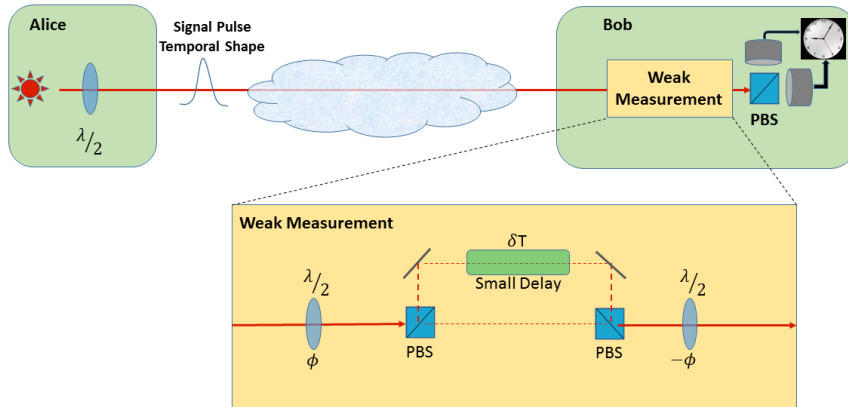 Alice
λ/2
Signal Pulse
Temporal Shape
Bob
Weak
Measurement
PBS
Weak Measurement
λ/2
ϕ
PBS
δT
Small Delay
PBS
λ/2
−ϕ